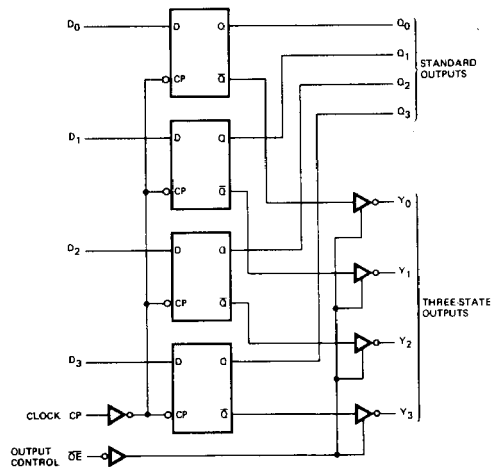 D0 D Q Q0
CP Q̅
Q1
STANDARD
OUTPUTS
Q2
Q3
D1 D Q
CP Q̅
Y0
D2 D Q
CP Q̅
Y1
THREE-STATE
OUTPUTS
Y2
D3 D Q
CLOCK CP CP Q̅ Y3
OUTPUT
CONTROL O̅E̅